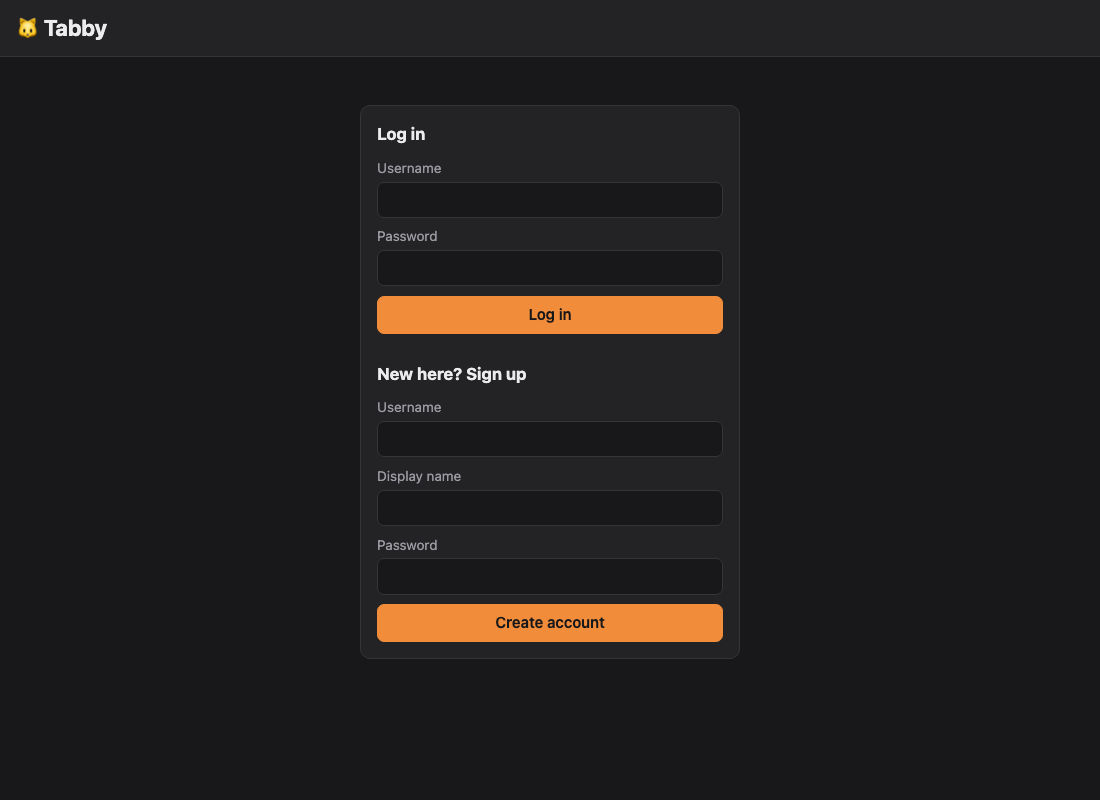 🐱 Tabby
Log in
Username
Password
Log in
New here? Sign up
Username
Display name
Password
Create account